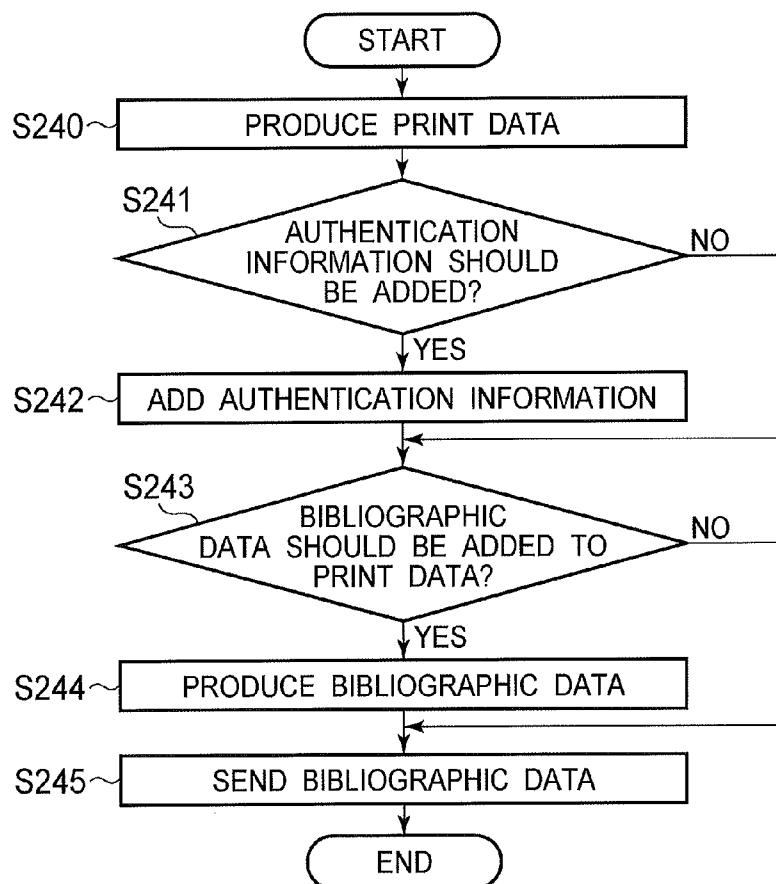 START
S240
PRODUCE PRINT DATA
S241
AUTHENTICATION
INFORMATION SHOULD
BE ADDED?
NO
YES
S242
ADD AUTHENTICATION INFORMATION
S243
BIBLIOGRAPHIC
DATA SHOULD BE ADDED TO
PRINT DATA?
NO
YES
S244
PRODUCE BIBLIOGRAPHIC DATA
S245
SEND BIBLIOGRAPHIC DATA
END